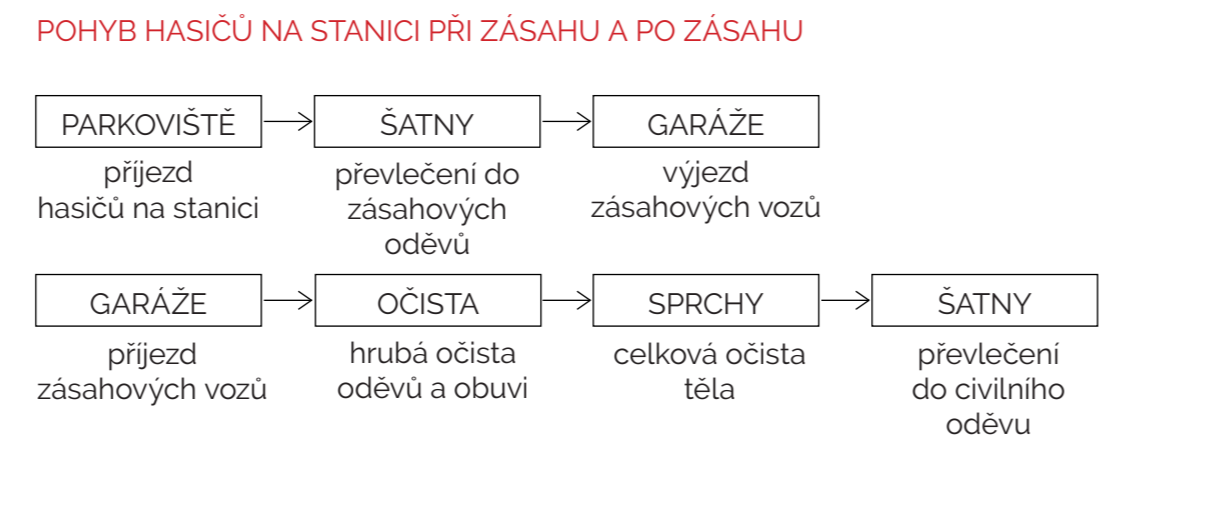 POHYB HASIČŮ NA STANICI PŘI ZÁSAHU A PO ZÁSAHU
PARKOVIŠTĚ
příjezd
hasičů na stanici
ŠATNY
převlečení do
zásahových
oděvů
GARÁŽE
výjezd
zásahových vozů
GARÁŽE
příjezd
zásahových vozů
OČISTA
hrubá očista
oděvů a obuvi
SPRCHY
celková očista
těla
ŠATNY
převlečení
do civilního
oděvu